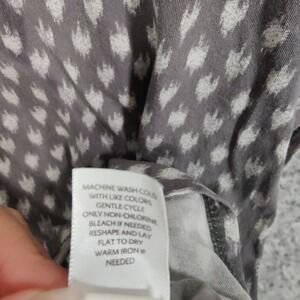 MACHINE WASH COLD
WITH LIKE COLORS
GENTLE CYCLE
ONLY NON-CHLORINE
BLEACH IF NEEDED
RESHAPE AND LAY
FLAT TO DRY
WARM IRON IF
NEEDED